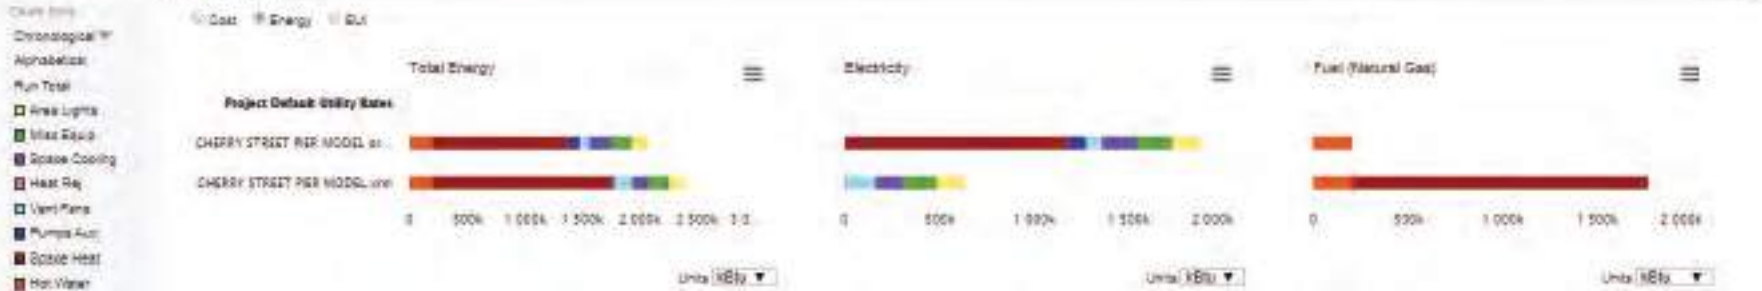 Chronological
Alphabetical
Run Total
Area Lights
Misc Equip
Space Cooling
Heat Rej
Vent Fans
Pumps Aux
Space Heat
Hot Water
Cost Energy EUI
Total Energy
Project Default Utility Rates
CHERRY STREET PIER MODEL
CHERRY STREET PIER MODEL.xml
0 500k 1 000k 1 500k 2 000k 2 500k
Units kBtu ▼
Electricity
0 500k 1 000k 1 500k 2 000k
Units kBtu ▼
Fuel (Natural Gas)
0 500k 1 000k 1 500k 2 000k
Units kBtu ▼